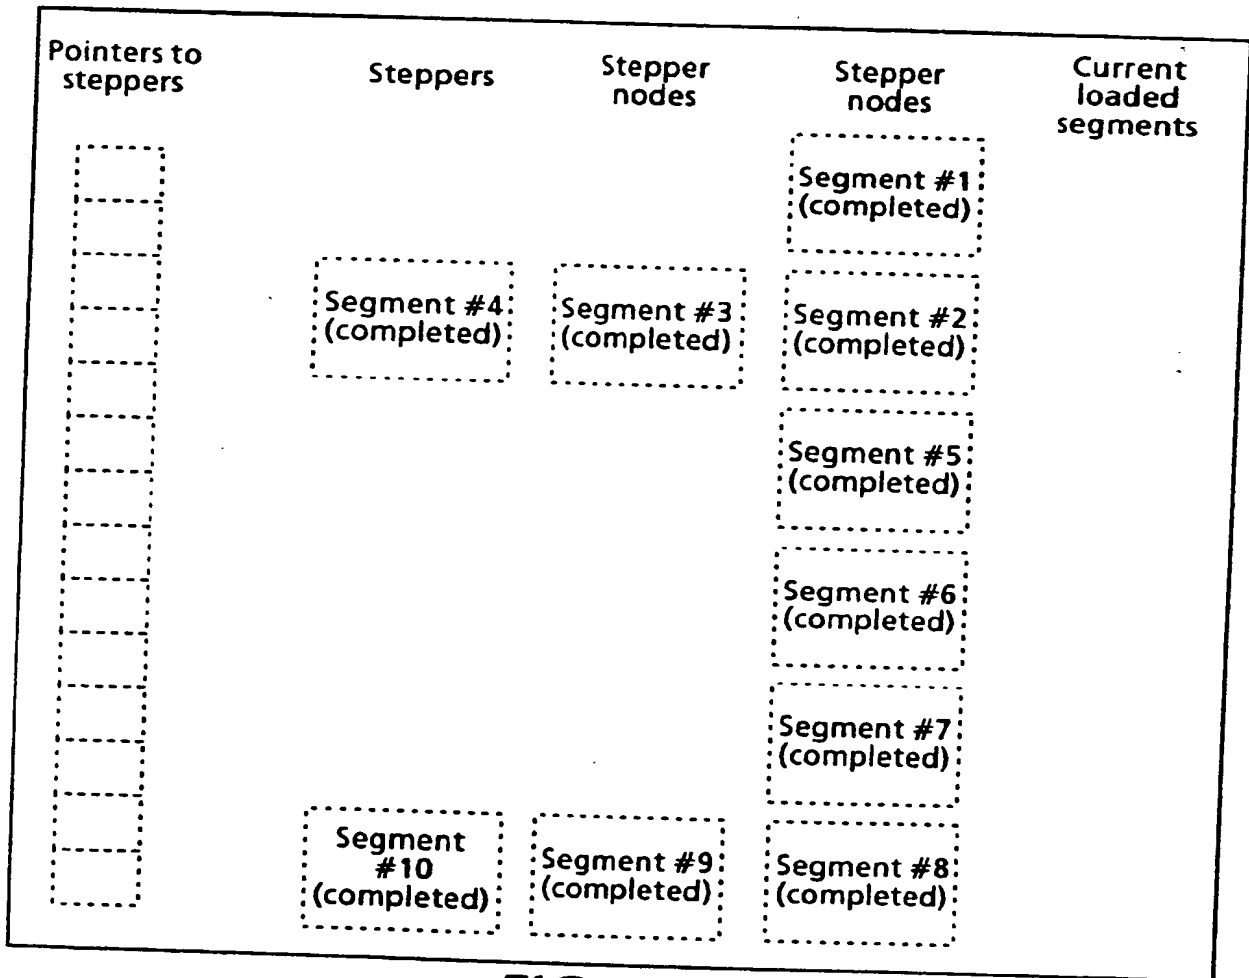 Pointers to
steppers
Steppers
Stepper
nodes
Stepper
nodes
Current
loaded
segments
Segment #1
(completed)
Segment #4
(completed)
Segment #3
(completed)
Segment #2
(completed)
Segment #5
(completed)
Segment #6
(completed)
Segment #7
(completed)
Segment
#10
(completed)
Segment #9
(completed)
Segment #8
(completed)